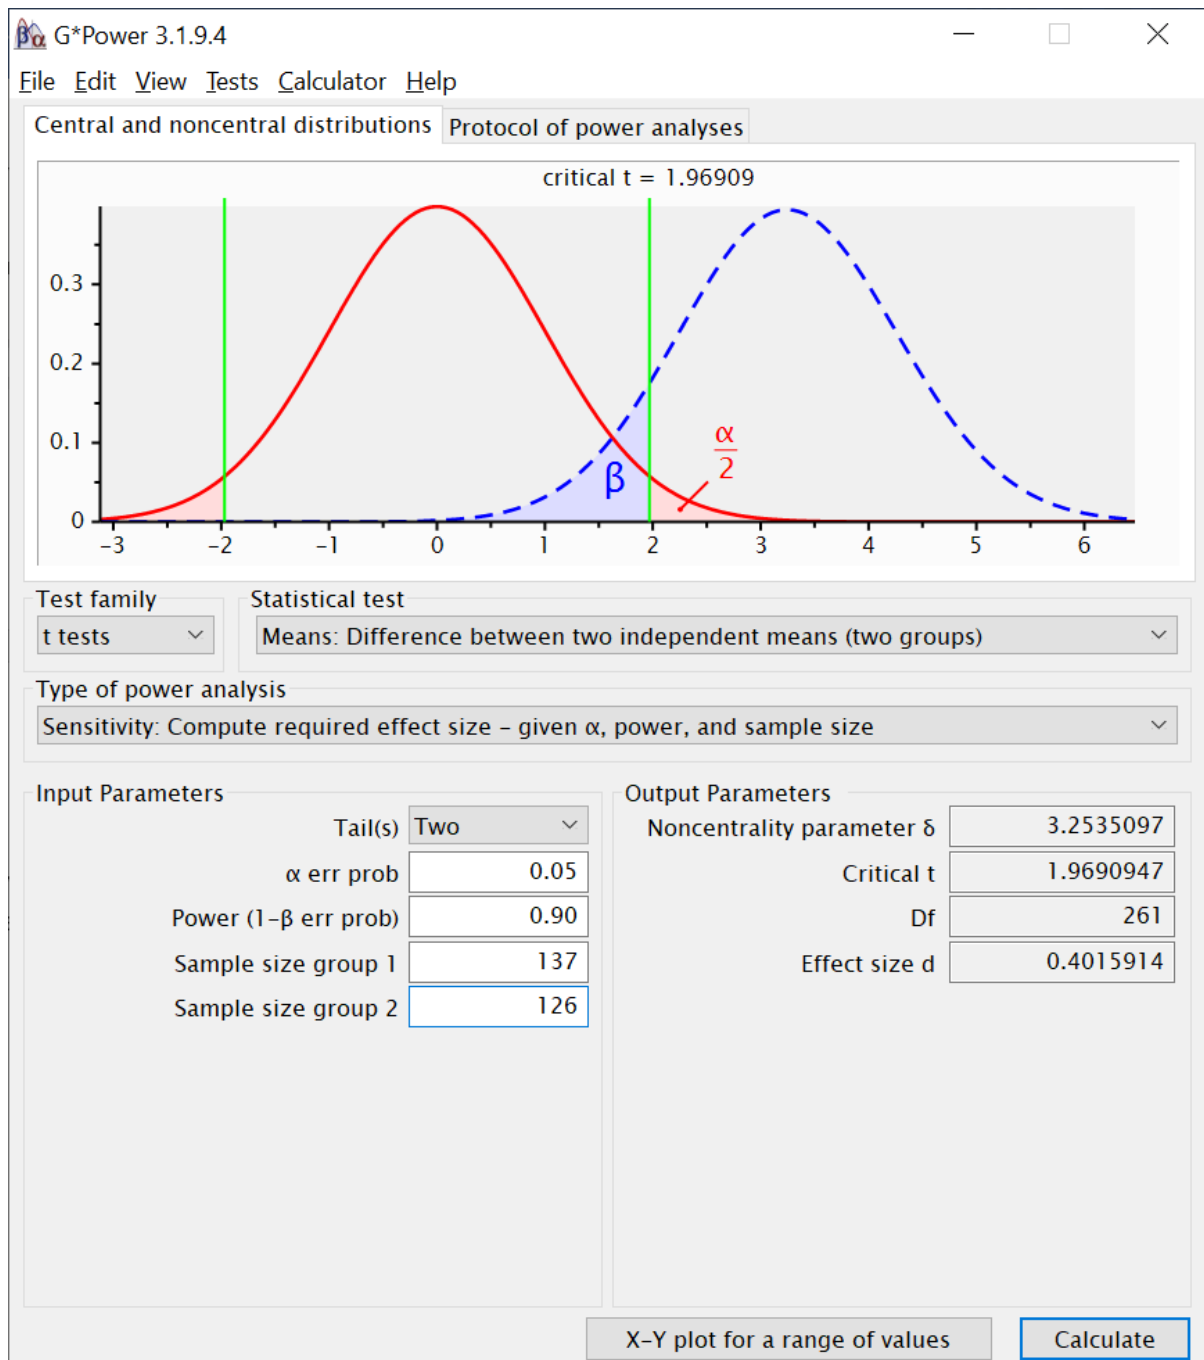 G*Power 3.1.9.4
File Edit View Tests Calculator Help
Central and noncentral distributions Protocol of power analyses
critical t = 1.96909
0.3
0.2
0.1
0
α
2
β
-3 -2 -1 0 1 2 3 4 5 6
Test family Statistical test
t tests Means: Difference between two independent means (two groups)
Type of power analysis
Sensitivity: Compute required effect size - given α, power, and sample size
Input Parameters
Tail(s) Two
α err prob 0.05
Power (1-β err prob) 0.90
Sample size group 1 137
Sample size group 2 126
Output Parameters
Noncentrality parameter δ 3.2535097
Critical t 1.9690947
Df 261
Effect size d 0.4015914
X-Y plot for a range of values Calculate